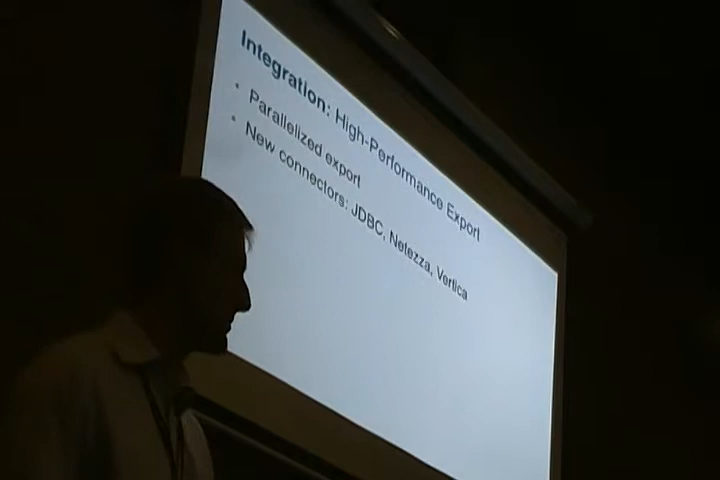 Integration: High-Performance Export
• Parallelized export
• New connectors: JDBC, Netezza, Vertica